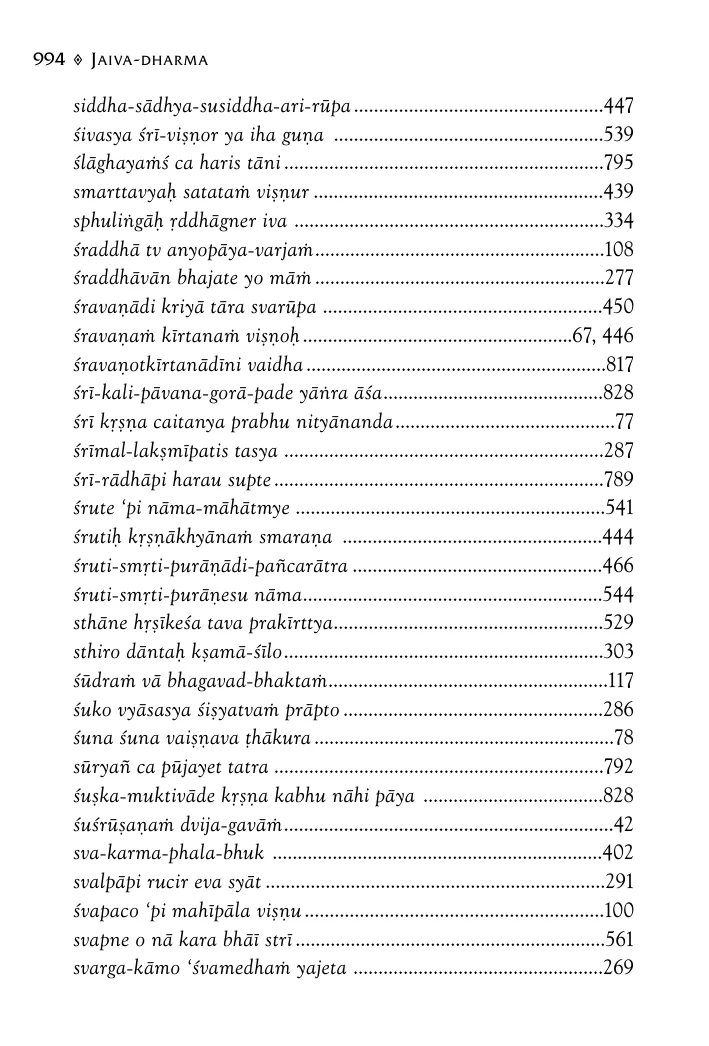 994 ◊ JAIVA-DHARMA
siddha-sādhya-susiddha-ari-rūpa ................................................447
śivasya śrī-viṣṇor ya iha guṇa ....................................................539
ślāghayaṁś ca haris tāni .............................................................795
smarttavyaḥ satataṁ viṣṇur .......................................................439
sphuliṅgāḥ ṛddhāgner iva ...........................................................334
śraddhā tv anyopāya-varjaṁ.......................................................108
śraddhāvān bhajate yo māṁ .......................................................277
śravaṇādi kriyā tāra svarūpa ......................................................450
śravaṇaṁ kīrtanaṁ viṣṇoḥ ....................................................67, 446
śravaṇotkīrtanādīni vaidha .........................................................817
śrī-kali-pāvana-gorā-pade yāṅra āśa..........................................828
śrī kṛṣṇa caitanya prabhu nityānanda..........................................77
śrīmal-lakṣmīpatis tasya .............................................................287
śrī-rādhāpi harau supte ...............................................................789
śrute ‘pi nāma-māhātmye ...........................................................541
śrutiḥ kṛṣṇākhyānaṁ smaraṇa ..................................................444
śruti-smṛti-purāṇādi-pañcarātra ................................................466
śruti-smṛti-purāṇesu nāma..........................................................544
sthāne hṛṣīkeśa tava prakīrttya....................................................529
sthiro dāntaḥ kṣamā-śīlo.............................................................303
śūdraṁ vā bhagavad-bhaktaṁ.....................................................117
śuko vyāsasya śiṣyatvaṁ prāpto ..................................................286
śuna śuna vaiṣṇava ṭhākura .........................................................78
sūryañ ca pūjayet tatra ...............................................................792
śuṣka-muktivāde kṛṣṇa kabhu nāhi pāya ..................................828
śuśrūṣaṇaṁ dvija-gavāṁ...............................................................42
sva-karma-phala-bhuk ...............................................................402
svalpāpi rucir eva syāt .................................................................291
śvapaco ‘pi mahīpāla viṣṇu .........................................................100
svapne o nā kara bhāī strī ...........................................................561
svarga-kāmo ‘śvamedhaṁ yajeta ................................................269